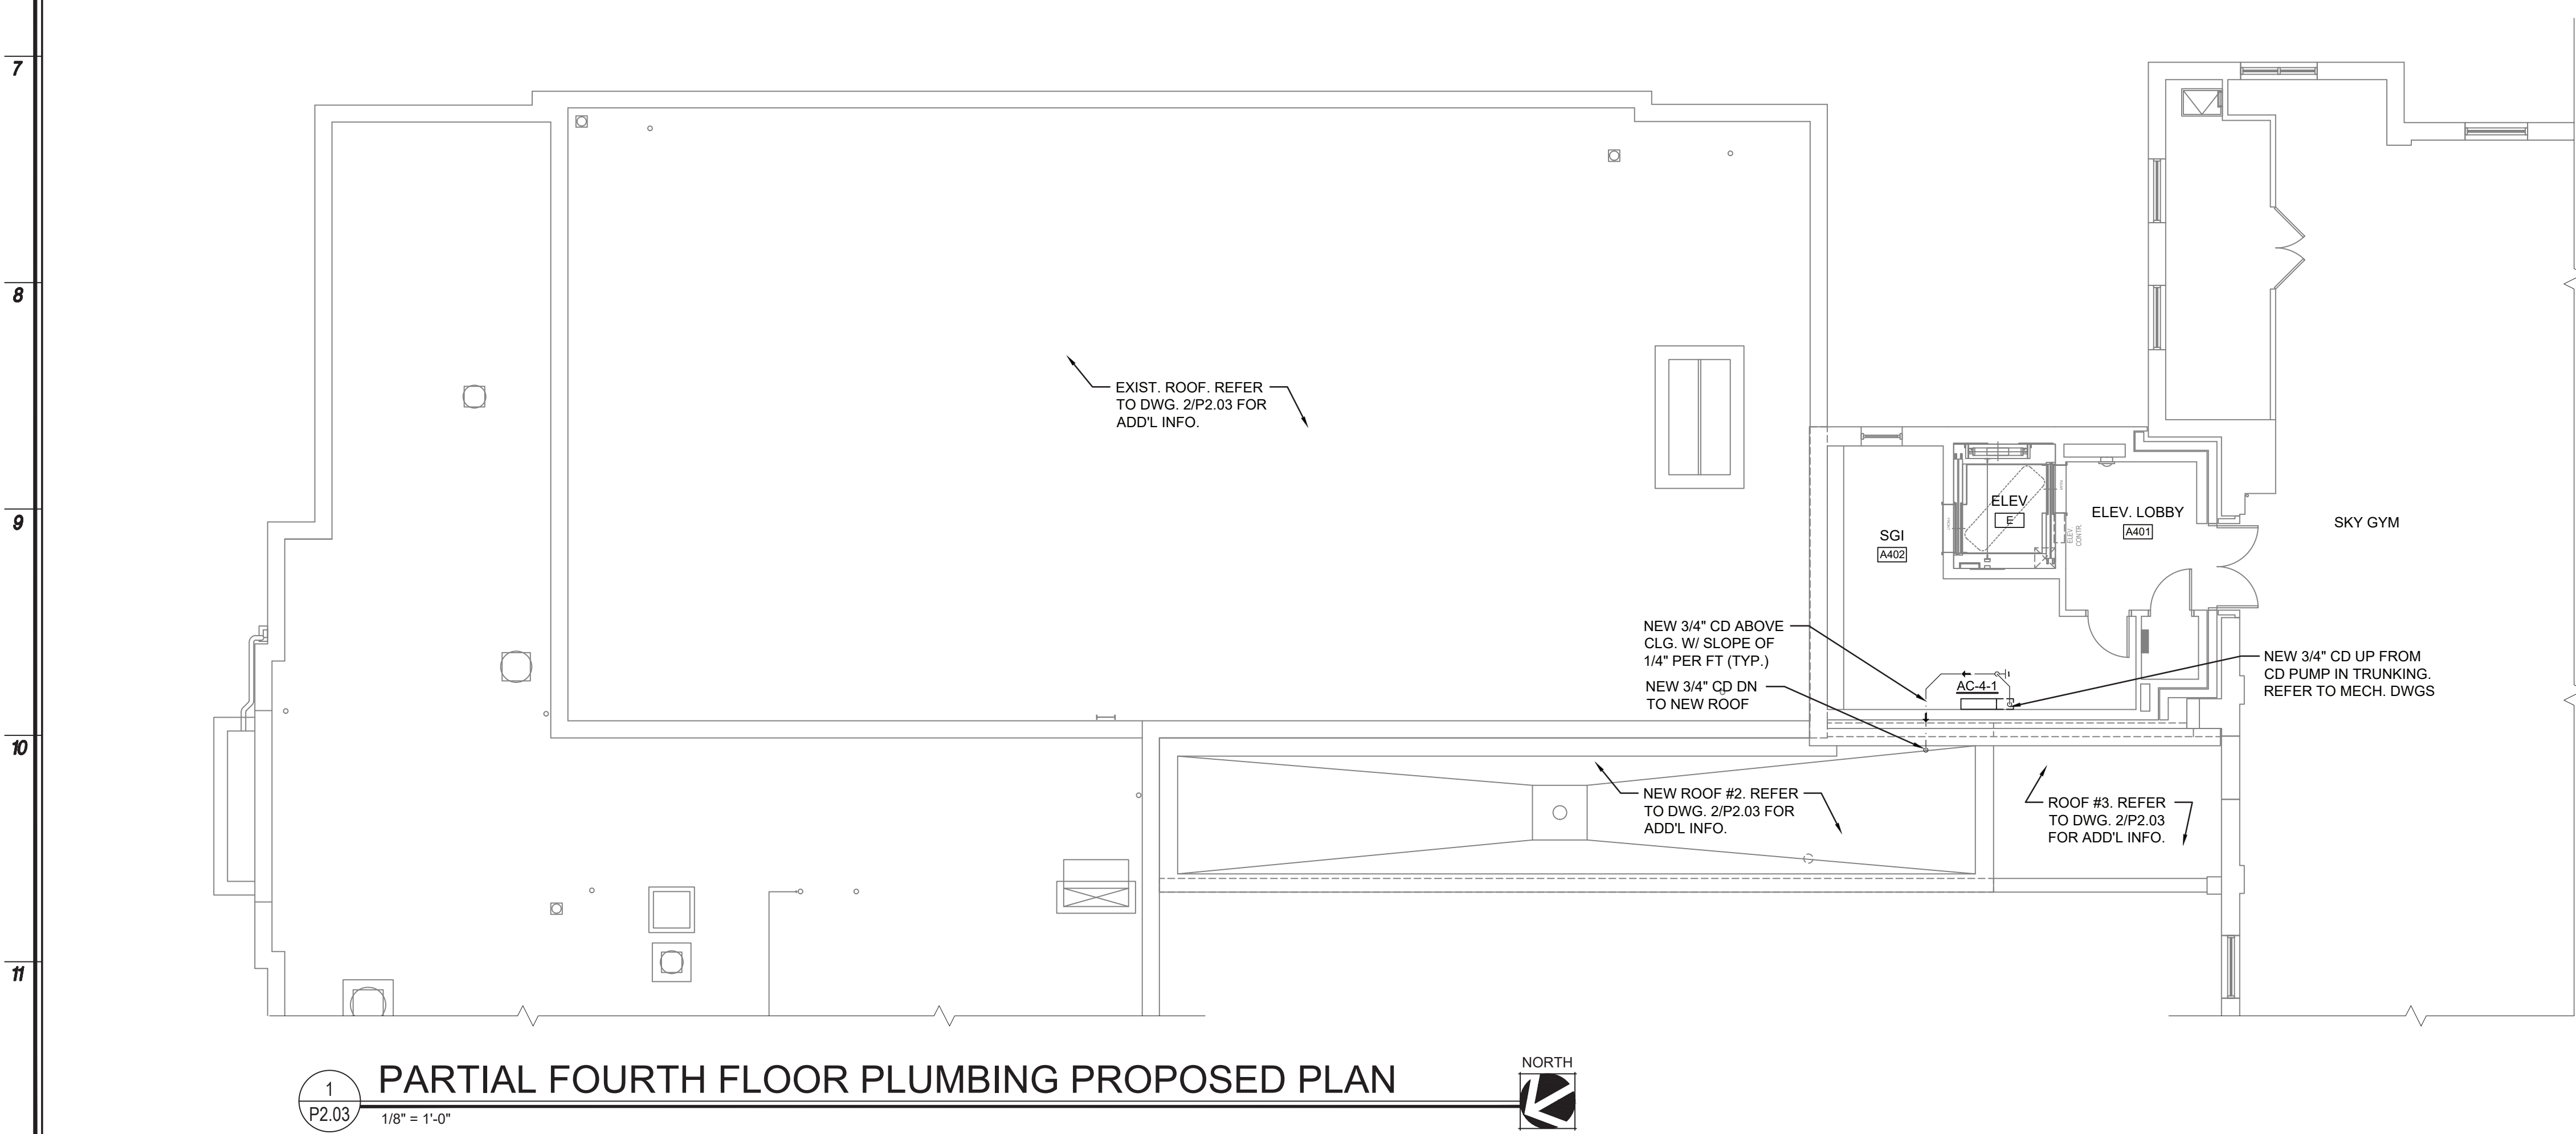 7
8
9
10
11
EXIST. ROOF. REFER
TO DWG. 2/P2.03 FOR
ADD'L INFO.
ELEV
E
ELEV.
CONTR.
ELEV. LOBBY
A401
SGI
A402
SKY GYM
NEW 3/4" CD ABOVE
CLG. W/ SLOPE OF
1/4" PER FT (TYP.)
NEW 3/4" CD DN
TO NEW ROOF
AC-4-1
NEW 3/4" CD UP FROM
CD PUMP IN TRUNKING.
REFER TO MECH. DWGS
NEW ROOF #2. REFER
TO DWG. 2/P2.03 FOR
ADD'L INFO.
ROOF #3. REFER
TO DWG. 2/P2.03
FOR ADD'L INFO.
1
P2.03
PARTIAL FOURTH FLOOR PLUMBING PROPOSED PLAN
1/8" = 1'-0"
NORTH